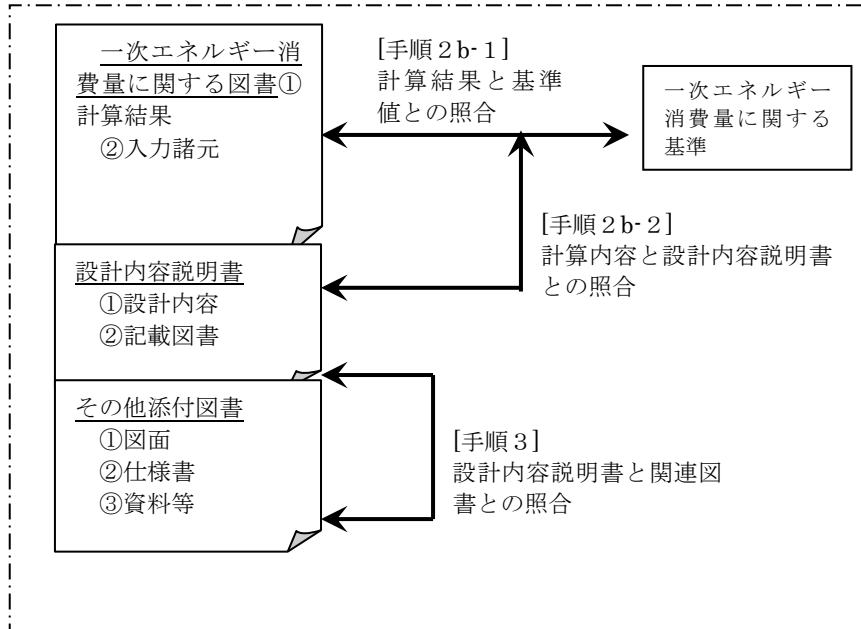 一次エネルギー消
費量に関する図書①
計算結果
②入力諸元
[手順２b-１]
計算結果と基準
値との照合
一次エネルギー
消費量に関する
基準
[手順２b-２]
計算内容と設計内容説明書
との照合
設計内容説明書
①設計内容
②記載図書
その他添付図書
①図面
②仕様書
③資料等
[手順３]
設計内容説明書と関連図
書との照合